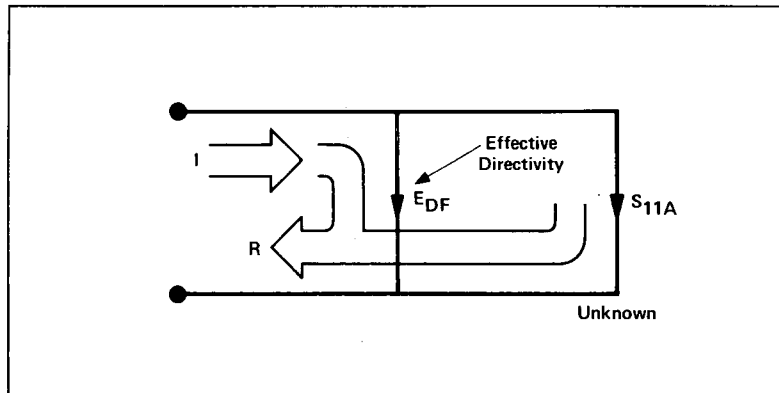 I
Effective
Directivity
E_DF
S_11A
R
Unknown